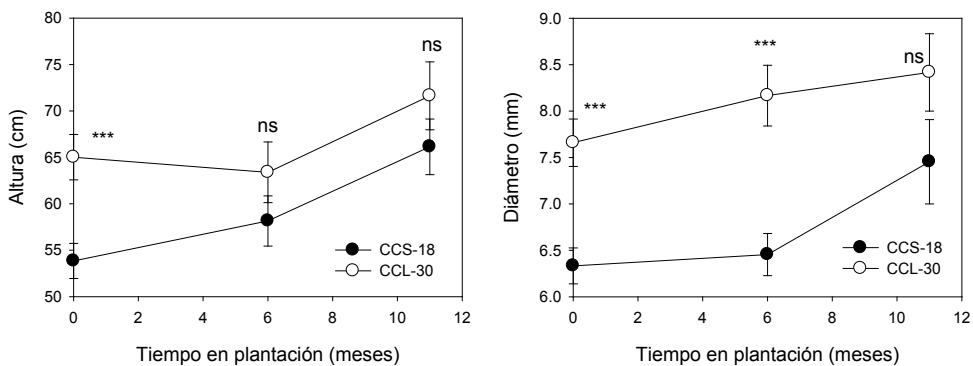 80
75
70
65
60
55
50
Altura (cm)
***
ns
ns
CCS-18
CCL-30
0 2 4 6 8 10 12
Tiempo en plantación (meses)
9.0
8.5
8.0
7.5
7.0
6.5
6.0
Diámetro (mm)
***
***
ns
CCS-18
CCL-30
0 2 4 6 8 10 12
Tiempo en plantación (meses)